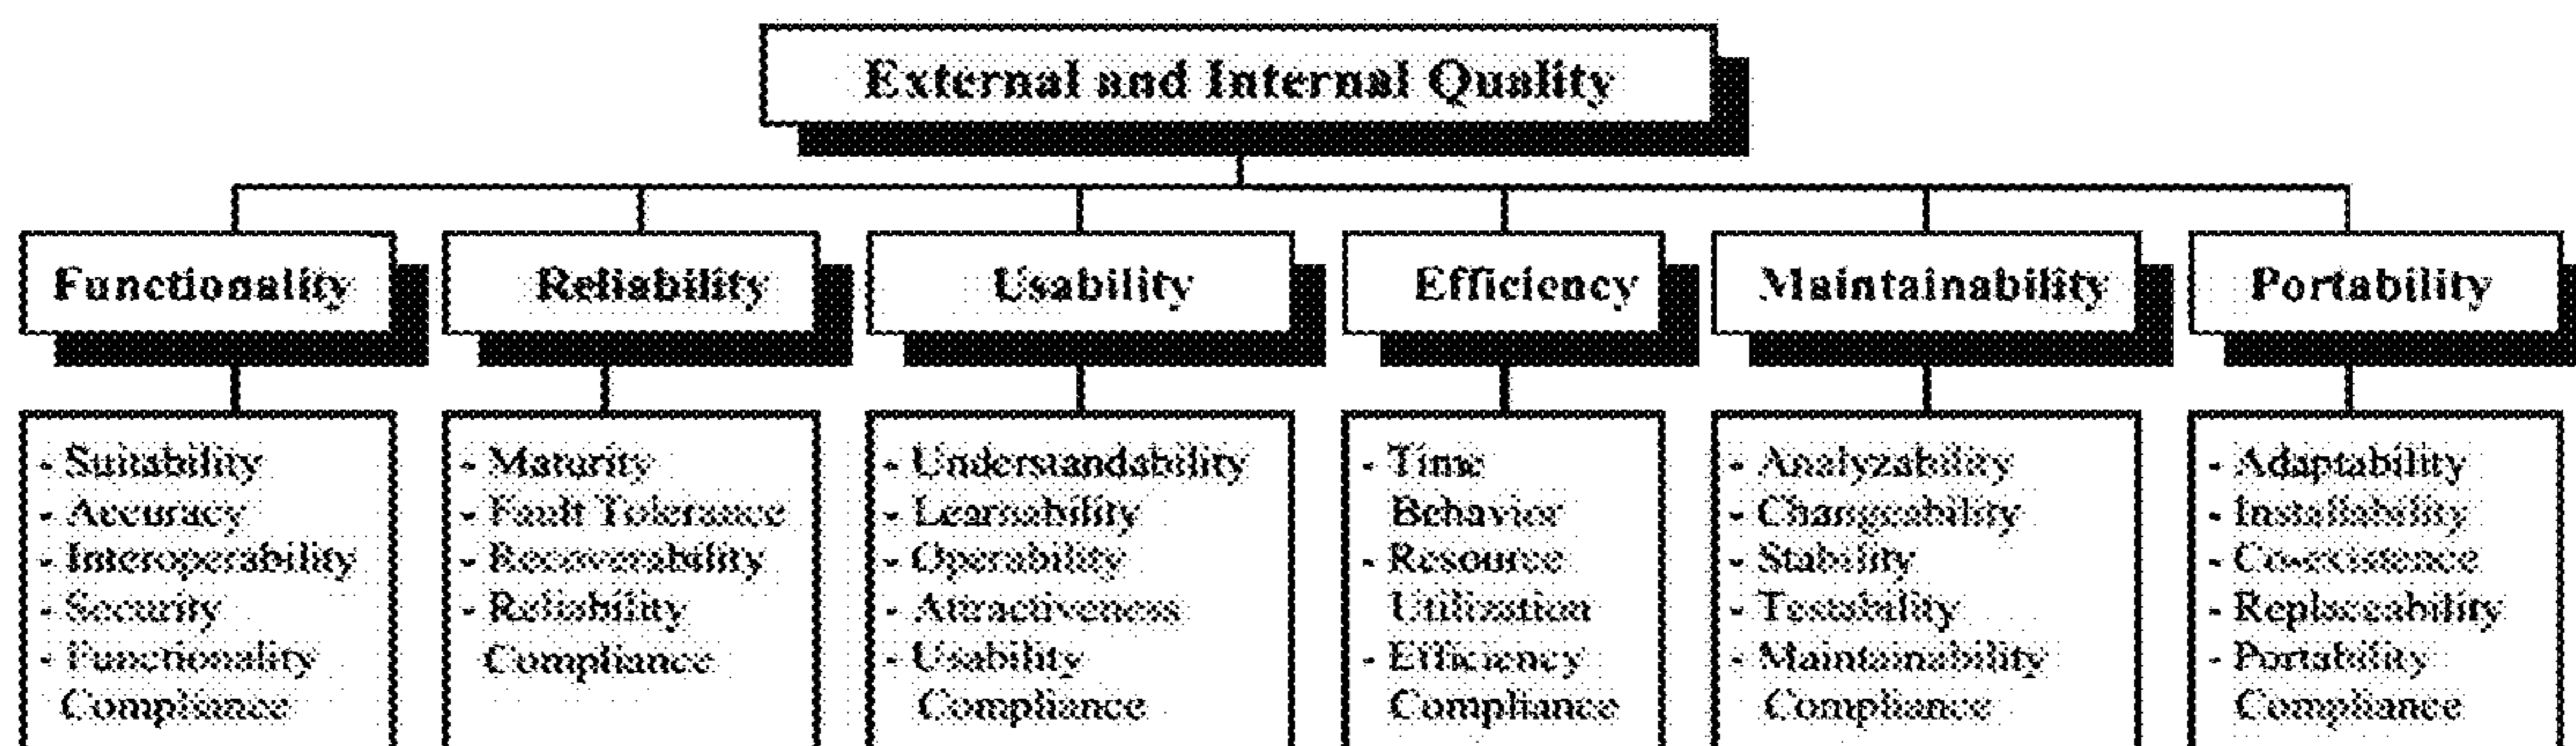 External and Internal Quality
Functionality
Reliability
Usability
Efficiency
Maintainability
Portability
- Suitability
- Accuracy
- Interoperability
- Security
- Functionality
Compliance
- Maturity
- Fault Tolerance
- Recoverability
- Reliability
Compliance
- Understandability
- Learnability
- Operability
- Attractiveness
- Usability
Compliance
- Time
Behavior
- Resource
Utilization
- Efficiency
Compliance
- Analyzability
- Changeability
- Stability
- Testability
- Maintainability
Compliance
- Adaptability
- Installability
- Co-existence
- Replaceability
- Portability
Compliance